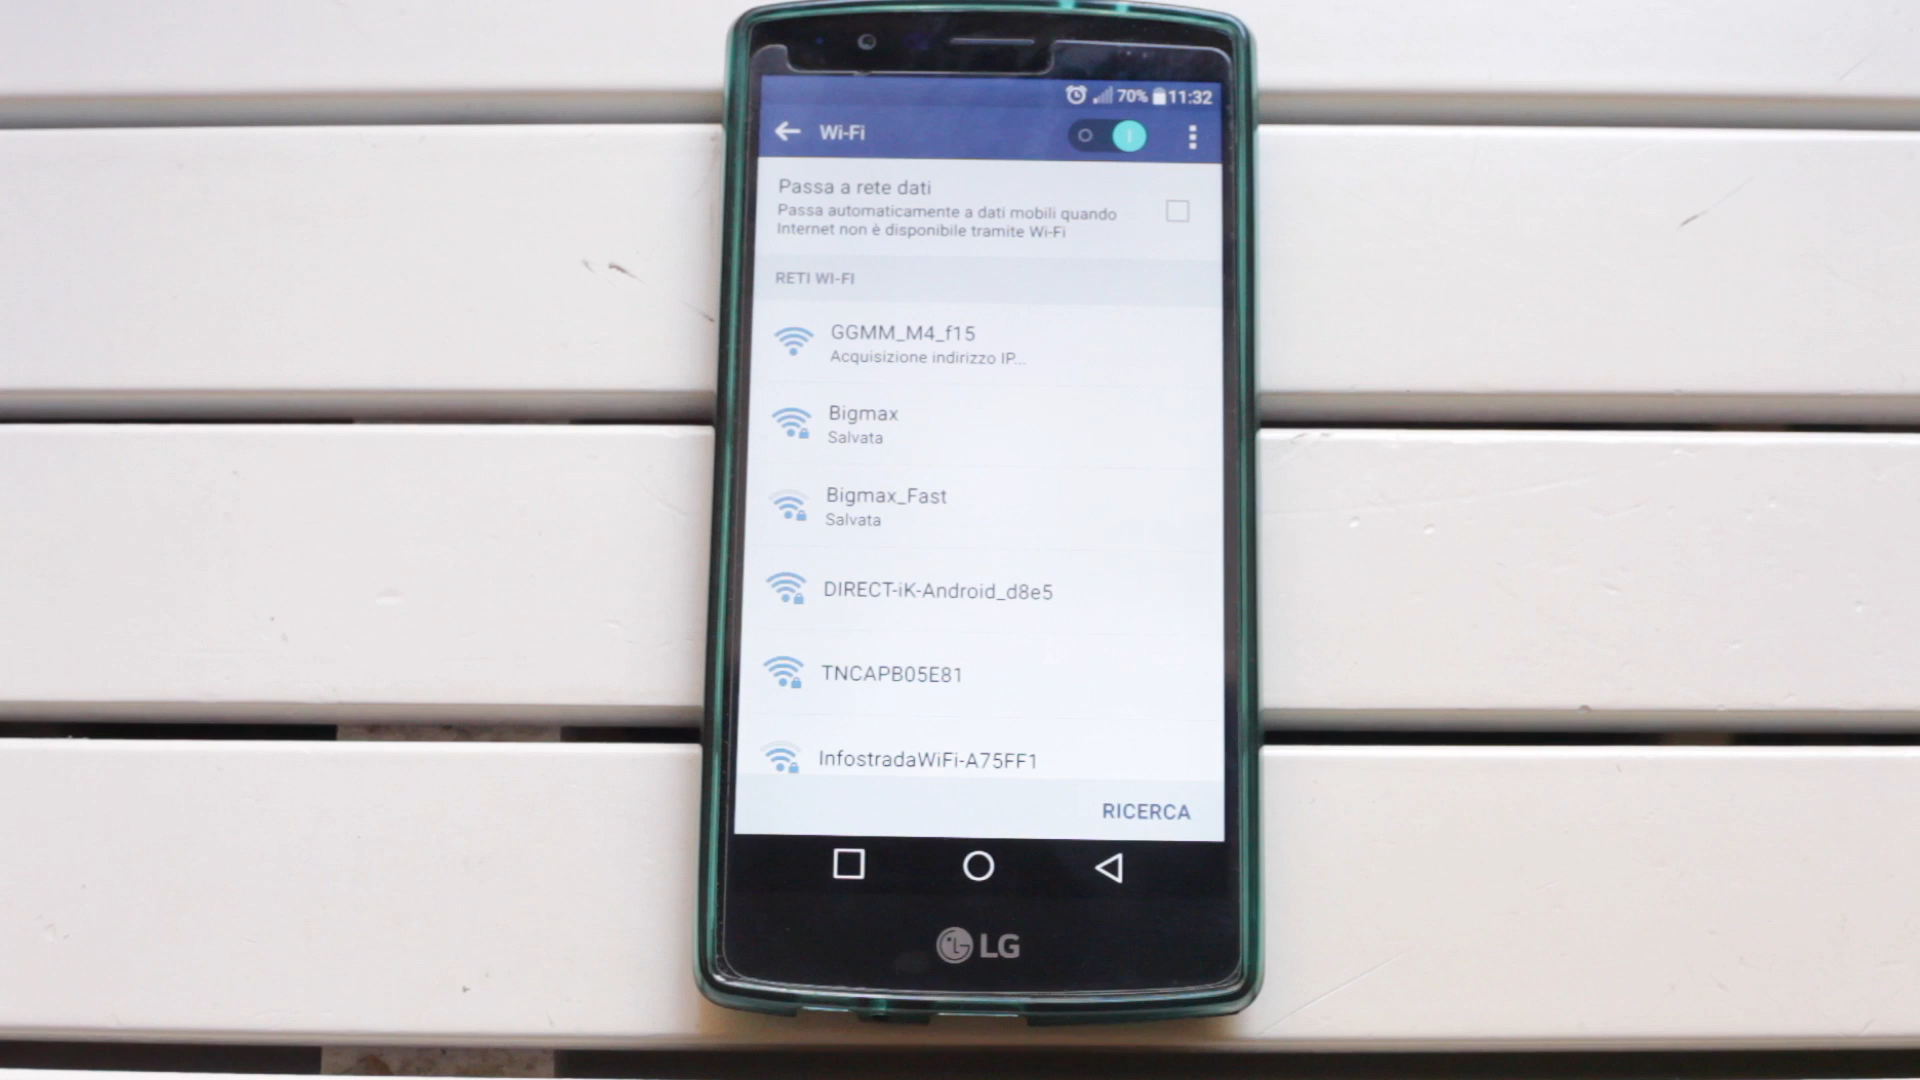 70% 11:32
Wi-Fi
Passa a rete dati
Passa automaticamente a dati mobili quando
Internet non è disponibile tramite Wi-Fi
RETI WI-FI
GGMM_M4_f15
Acquisizione indirizzo IP...
Bigmax
Salvata
Bigmax_Fast
Salvata
DIRECT-iK-Android_d8e5
TNCAPB05E81
InfostradaWiFi-A75FF1
RICERCA
LG